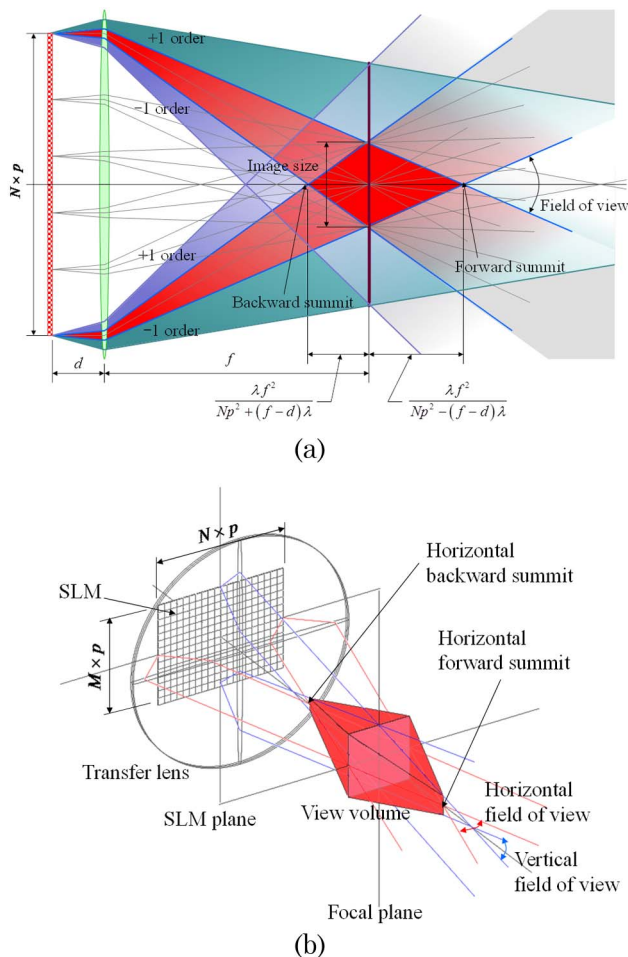 +1 order
−1 order
N × p
Image size
Field of view
+1 order
Forward summit
Backward summit
−1 order
d
f
λf²
Np² + (f − d)λ
λf²
Np² − (f − d)λ
(a)
N × p
Horizontal
backward summit
SLM
Horizontal
forward summit
M × p
Transfer lens
SLM plane
View volume
Horizontal
field of view
Vertical
field of view
Focal plane
(b)